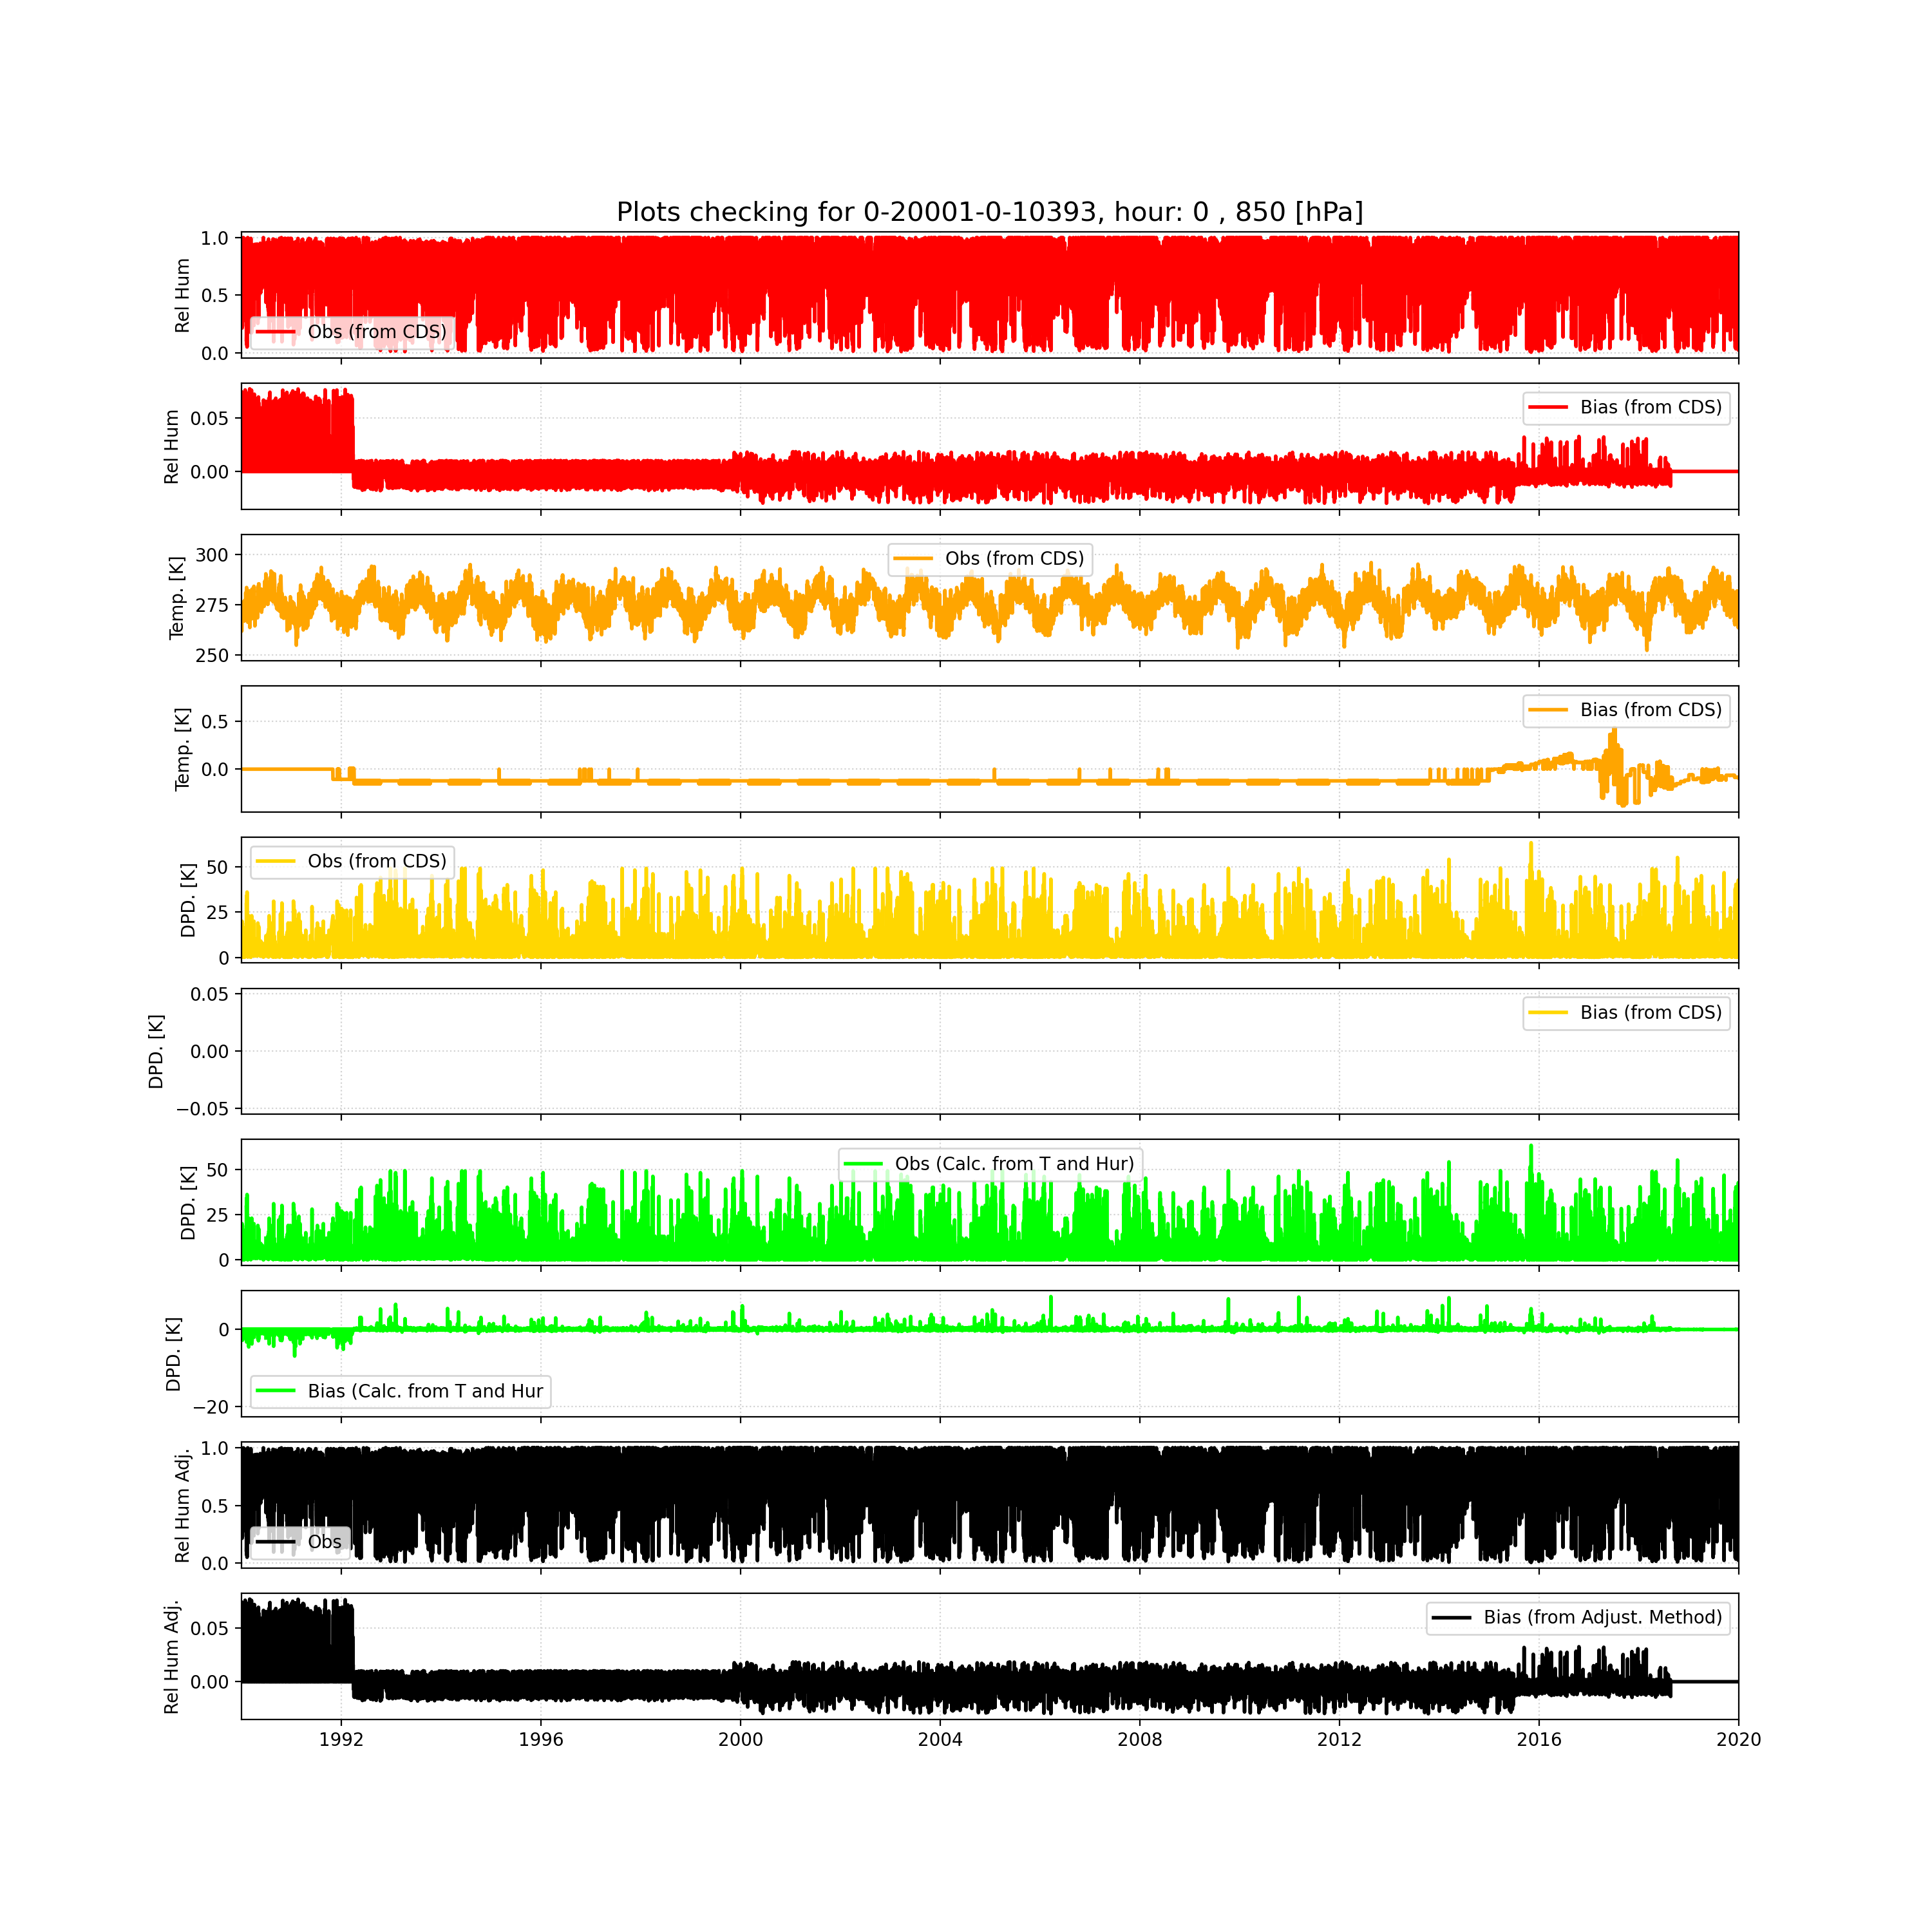 Plots checking for 0-20001-0-10393, hour: 0 , 850 [hPa]
1.0
0.5
0.0
Rel Hum
Obs (from CDS)
0.05
0.00
Rel Hum
Bias (from CDS)
300
275
250
Temp. [K]
Obs (from CDS)
0.5
0.0
Temp. [K]
Bias (from CDS)
50
25
0
DPD. [K]
Obs (from CDS)
0.05
0.00
−0.05
DPD. [K]
Bias (from CDS)
50
25
0
DPD. [K]
Obs (Calc. from T and Hur)
0
−20
DPD. [K]
Bias (Calc. from T and Hur
1.0
0.5
0.0
Rel Hum Adj.
Obs
0.05
0.00
Rel Hum Adj.
Bias (from Adjust. Method)
1992 1996 2000 2004 2008 2012 2016 2020